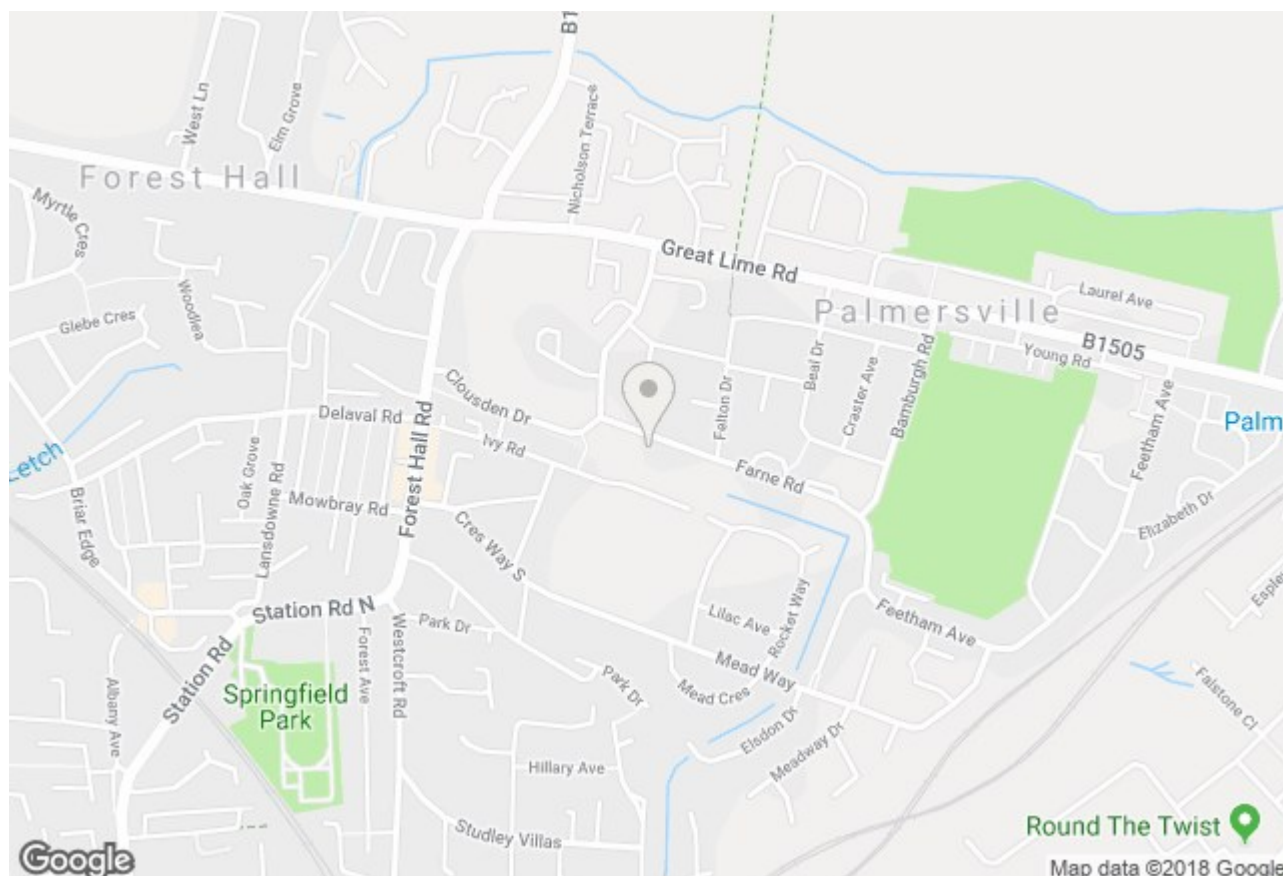 B1
West Ln
Elm Grove
Nicholson Terrace
Forest Hall
Myrtle Cres
Great Lime Rd
Woodlea
Laurel Ave
Glebe Cres
Palmersville
B1505
Young Rd
Clousden Dr
Beal Dr
Craster Ave
Bamburgh Rd
Felton Dr
Feetham Ave
Palm
Delaval Rd
Ivy Rd
Forest Hall Rd
Letch
Oak Grove
Lansdowne Rd
Farne Rd
Briar Edge
Mowbray Rd
Elizabeth Dr
Cres Way S
Station Rd N
Park Dr
Lilac Ave
Rocket Way
Feetham Ave
Esple
Station Rd
Forest Ave
Westcroft Rd
Mead Way
Albany Ave
Springfield
Park
Park Dr
Mead Cres
Falstone Cl
Elsdon Dr
Meadway Dr
Hillary Ave
Studley Villas
Round The Twist
Google
Map data ©2018 Google